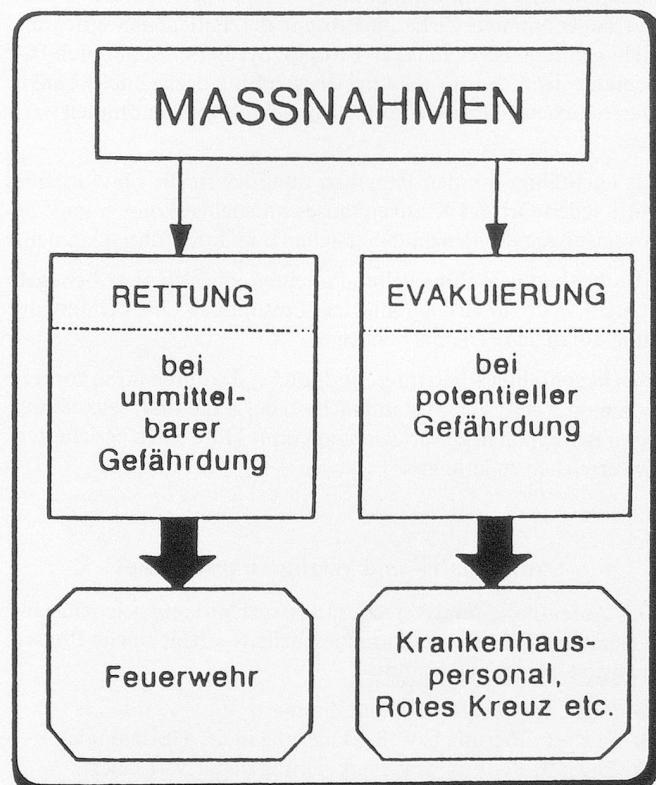 MASSNAHMEN
RETTUNG
bei
unmittel-
barer
Gefährdung
Feuerwehr
EVAKUIERUNG
bei
potentieller
Gefährdung
Krankenhaus-
personal,
Rotes Kreuz etc.